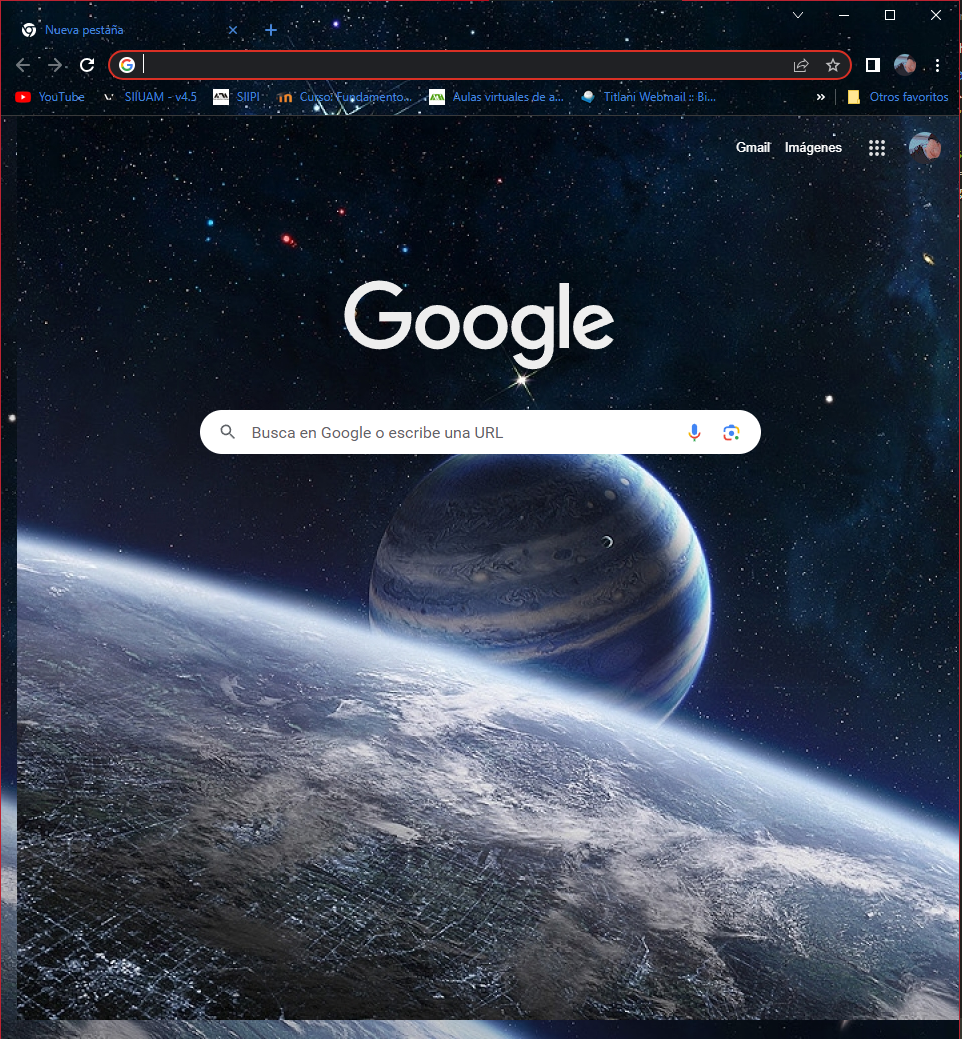 Nueva pestaña
YouTube SIIUAM - v4.5 SIIPI Curso: Fundamento... Aulas virtuales de a... Titlani Webmail :: Bi... » Otros favoritos
Gmail Imágenes
Google
Busca en Google o escribe una URL